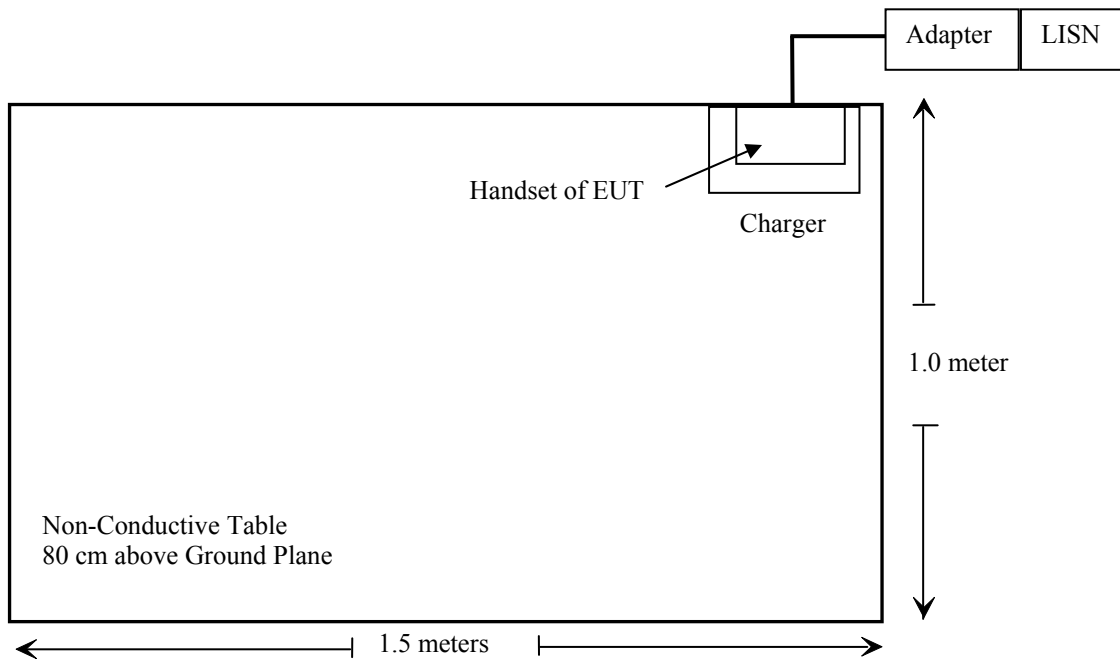 Adapter
LISN
Handset of EUT
Charger
1.0 meter
Non-Conductive Table
80 cm above Ground Plane
1.5 meters